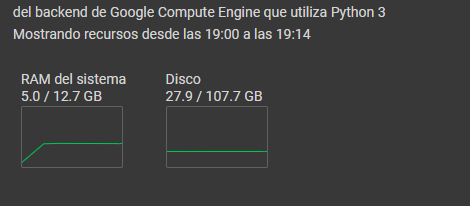 del backend de Google Compute Engine que utiliza Python 3
Mostrando recursos desde las 19:00 a las 19:14
RAM del sistema
5.0 / 12.7 GB
Disco
27.9 / 107.7 GB